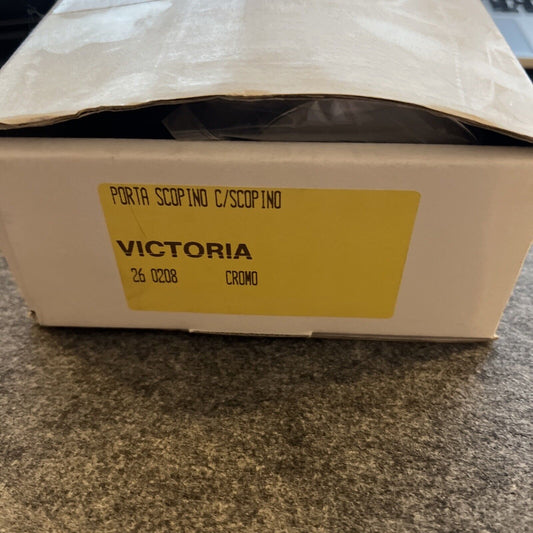 PORTA SCOPINO C/SCOPINO
VICTORIA
26 0208 CROMO